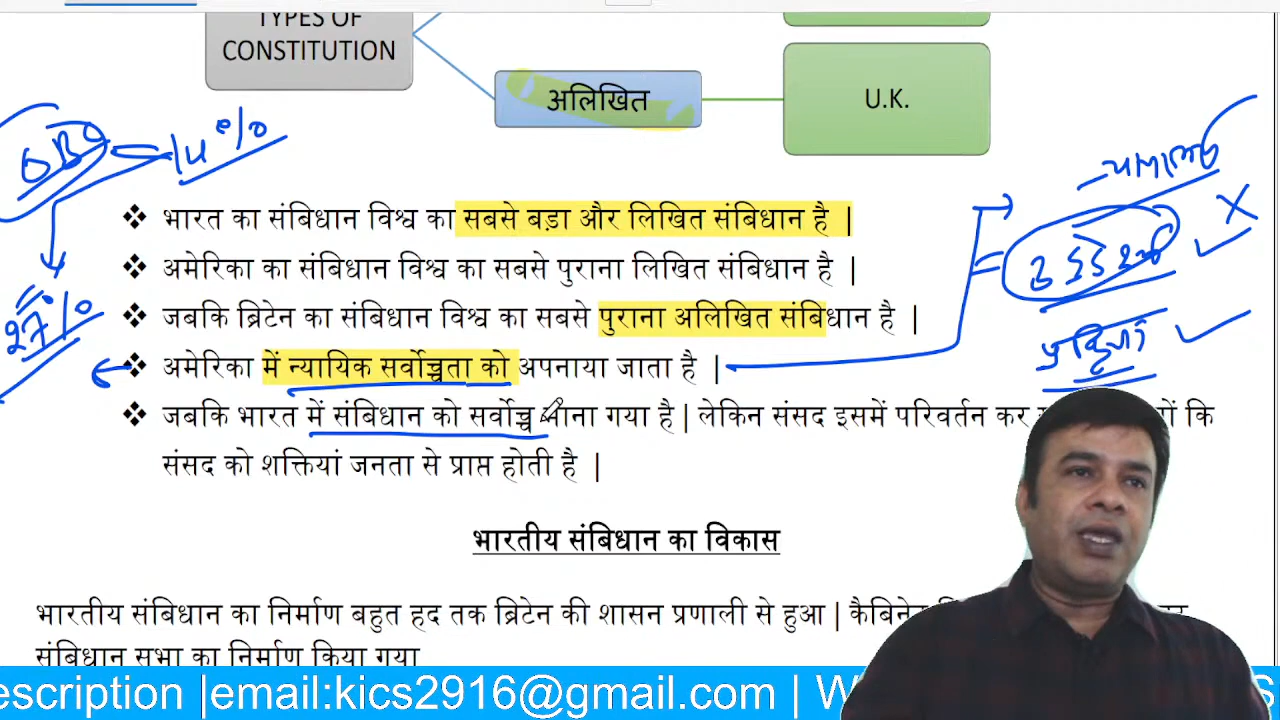 TYPES OF
CONSTITUTION
अलिखित
U.K.
OBC = 14%
27%
❖ भारत का संबिधान विश्व का सबसे बड़ा और लिखित संबिधान है |
❖ अमेरिका का संबिधान विश्व का सबसे पुराना लिखित संबिधान है |
❖ जबकि ब्रिटेन का संबिधान विश्व का सबसे पुराना अलिखित संबिधान है |
❖ अमेरिका में न्यायिक सर्वोच्चता को अपनाया जाता है |
❖ जबकि भारत में संबिधान को सर्वोच्च माना गया है | लेकिन संसद इसमें परिवर्तन कर कि
संसद को शक्तियां जनता से प्राप्त होती है |
उद्देश्य
भारतीय संबिधान का विकास
भारतीय संबिधान का निर्माण बहुत हद तक ब्रिटेन की शासन प्रणाली से हुआ |
संबिधान सभा का निर्माण किया गया
escription |email:kics2916@gmail.com | W S